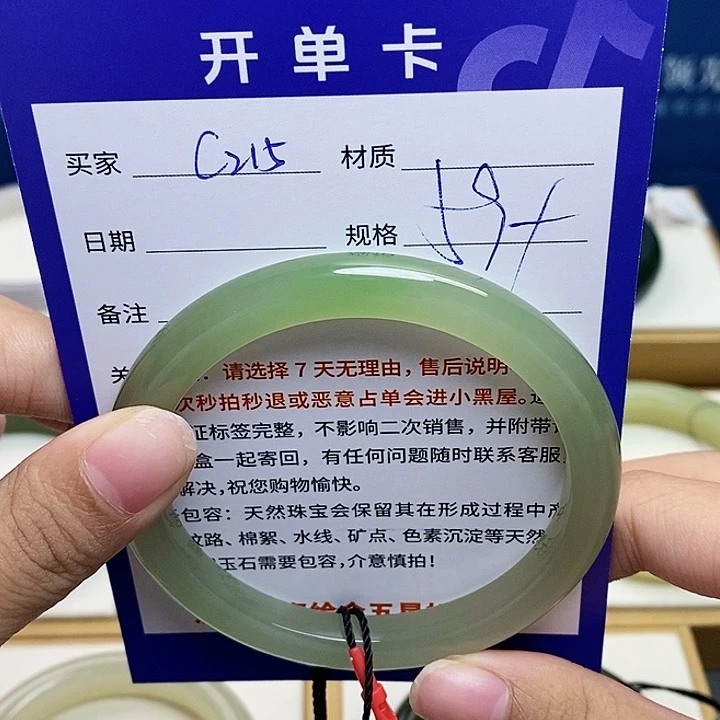 开单卡
买家 C215 材质
日期 规格
备注
关
：请选择7天无理由，售后说明
次秒拍秒退或恶意占单会进小黑屋。
证标签完整，不影响二次销售，并附带
盒一起寄回，有任何问题随时联系客服
解决，祝您购物愉快。
包容：天然珠宝会保留其在形成过程中产
纹路、棉絮、水线、矿点、色素沉淀等天然
玉石需要包容，介意慎拍！
五星